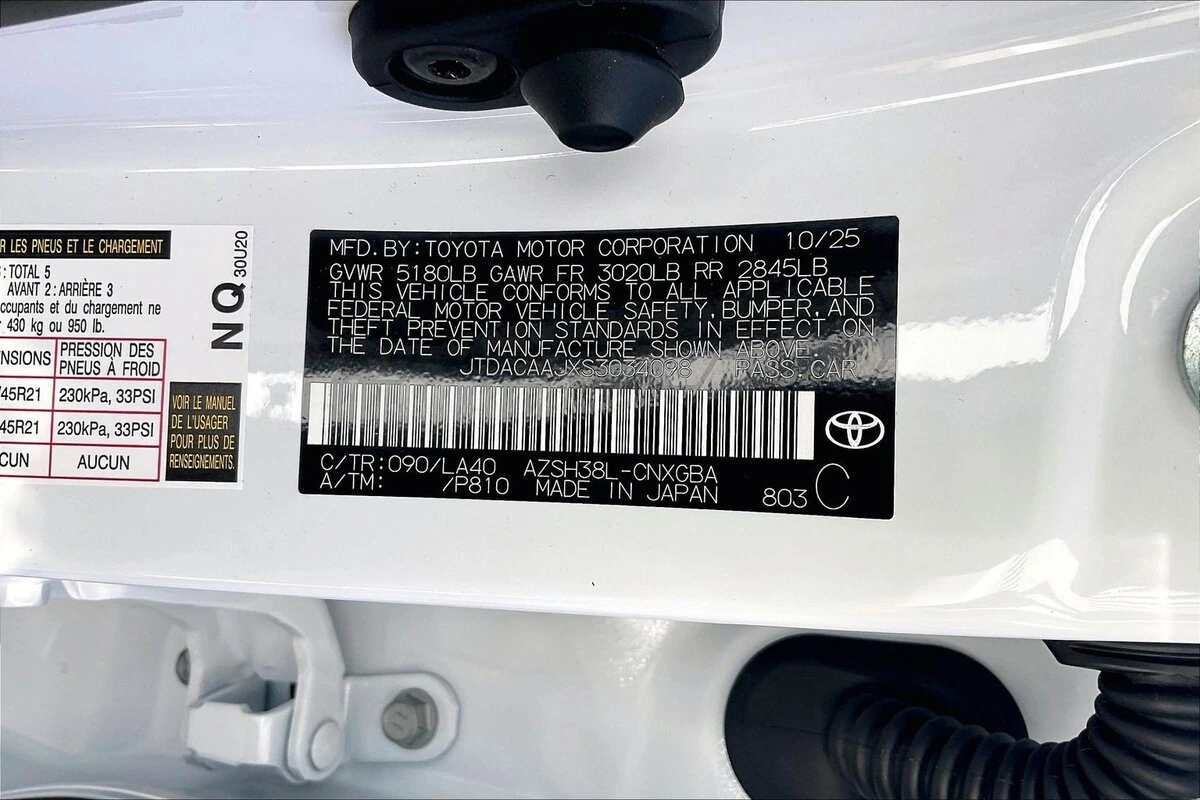 R LES PNEUS ET LE CHARGEMENT
: TOTAL 5
AVANT 2 : ARRIÈRE 3
occupants et du chargement ne
430 kg ou 950 lb.
ENSIONS PRESSION DES PNEUS À FROID
/45R21 230kPa, 33PSI
45R21 230kPa, 33PSI
CUN AUCUN
VOIR LE MANUEL
DE L'USAGER
POUR PLUS DE
RENSEIGNEMENTS.
NQ
30U20
MFD.BY:TOYOTA MOTOR CORPORATION 10/25
GVWR 5180LB GAWR FR 3020LB RR 2845LB
THIS VEHICLE CONFORMS TO ALL APPLICABLE
FEDERAL MOTOR VEHICLE SAFETY,BUMPER,AND
THEFT PREVENTION STANDARDS IN EFFECT ON
THE DATE OF MANUFACTURE SHOWN ABOVE.
JTDACAAJXS3034098 PASS.CAR
C/TR:090/LA40 AZSH38L-CNXGBA
A/TM: /P810 MADE IN JAPAN 803 C